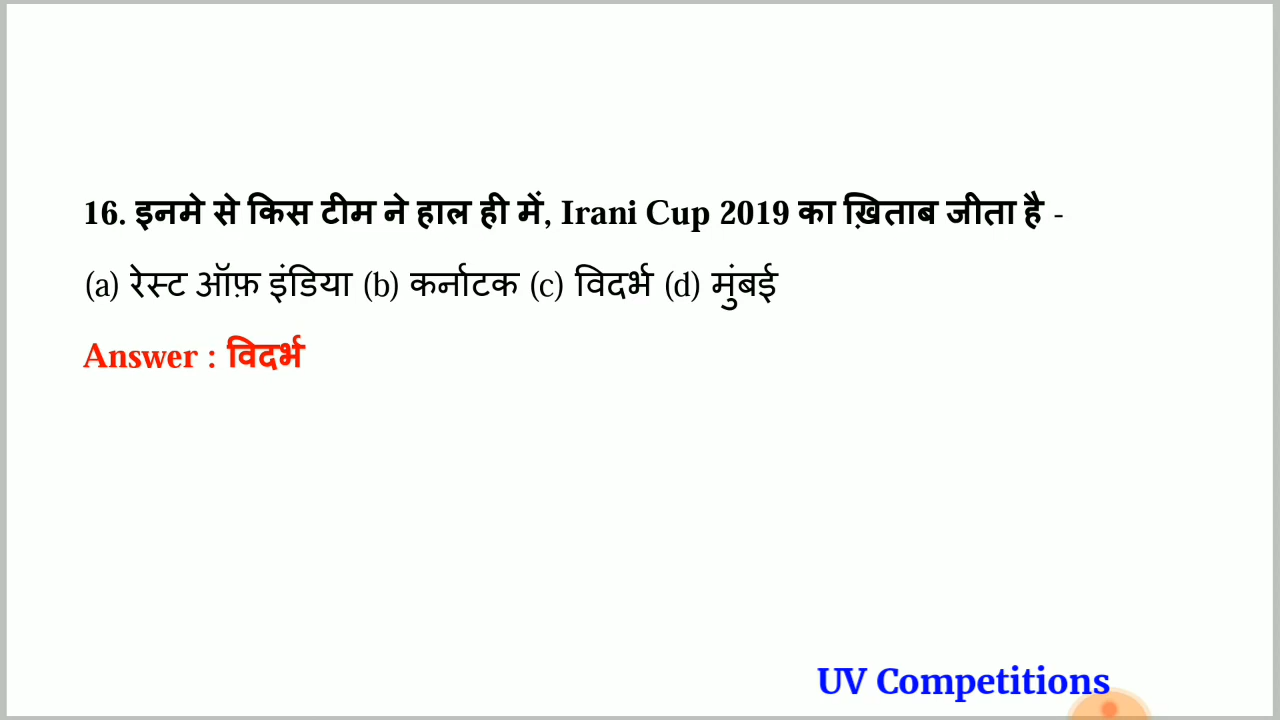 16. इनमे से किस टीम ने हाल ही में, Irani Cup 2019 का ख़िताब जीता है -
(a) रेस्ट ऑफ़ इंडिया (b) कर्नाटक (c) विदर्भ (d) मुंबई
Answer : विदर्भ
UV Competitions